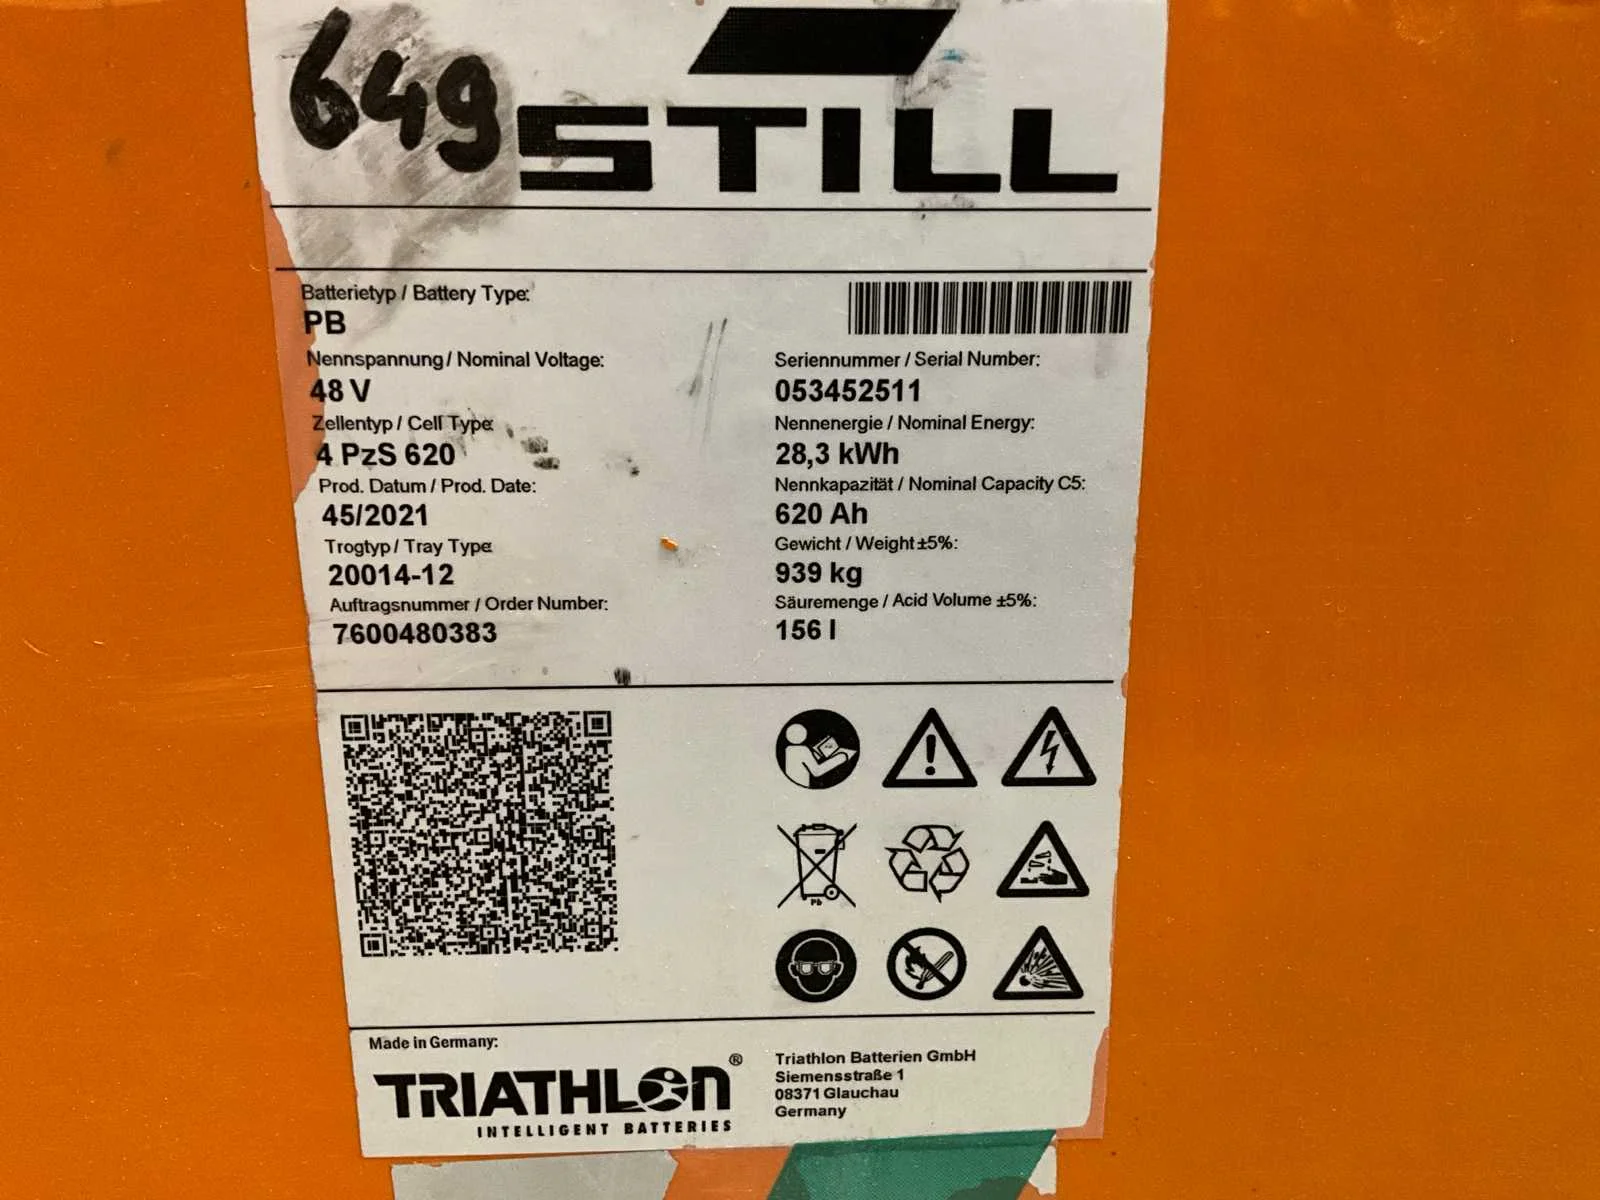 649
STILL
Batterietyp / Battery Type:
PB
Nennspannung / Nominal Voltage:
48 V
Zellentyp / Cell Type:
4 PzS 620
Prod. Datum / Prod. Date:
45/2021
Trogtyp / Tray Type:
20014-12
Auftragsnummer / Order Number:
7600480383
Seriennummer / Serial Number:
053452511
Nennenergie / Nominal Energy:
28,3 kWh
Nennkapazität / Nominal Capacity C5:
620 Ah
Gewicht / Weight ±5%:
939 kg
Säuremenge / Acid Volume ±5%:
156 l
Pb
Made in Germany:
TRIATHLON®
INTELLIGENT BATTERIES
Triathlon Batterien GmbH
Siemensstraße 1
08371 Glauchau
Germany